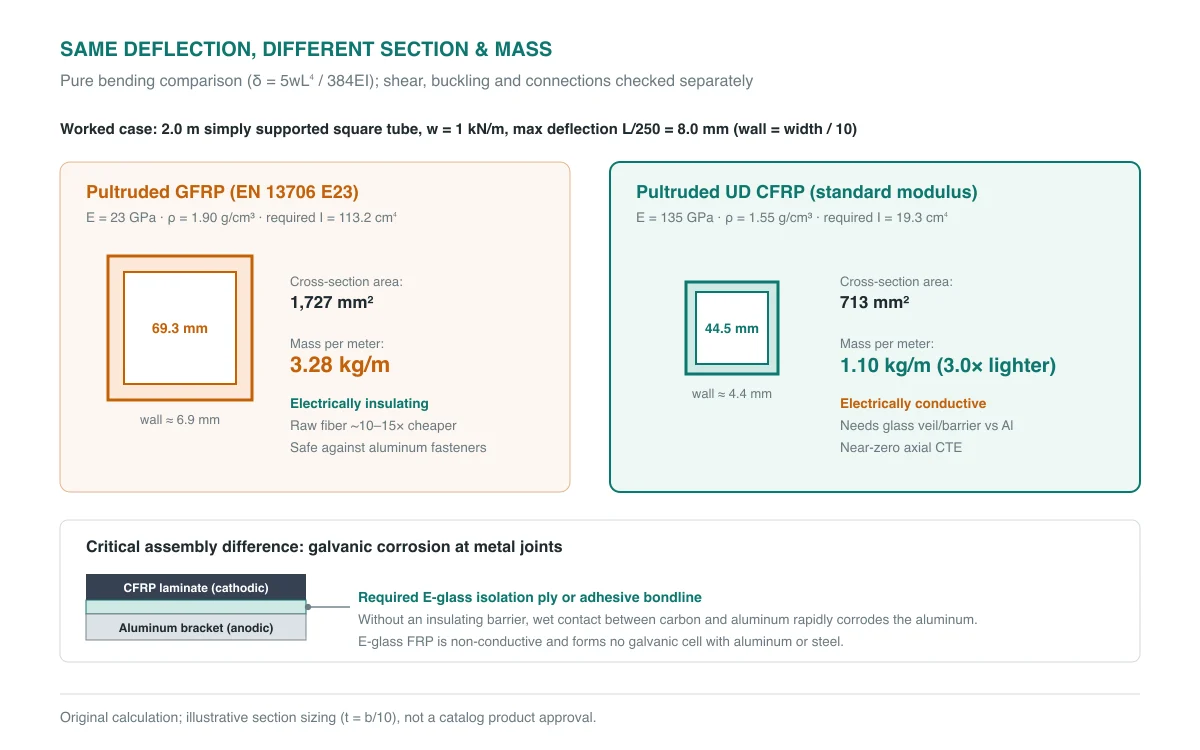 SAME DEFLECTION, DIFFERENT SECTION & MASS
Pure bending comparison (δ = 5wL⁴ / 384EI); shear, buckling and connections checked separately
Worked case: 2.0 m simply supported square tube, w = 1 kN/m, max deflection L/250 = 8.0 mm (wall = width / 10)
Pultruded GFRP (EN 13706 E23)
E = 23 GPa · ρ = 1.90 g/cm³ · required I = 113.2 cm⁴
69.3 mm
wall ≈ 6.9 mm
Cross-section area:
1,727 mm²
Mass per meter:
3.28 kg/m
Electrically insulating
Raw fiber ~10–15× cheaper
Safe against aluminum fasteners
Pultruded UD CFRP (standard modulus)
E = 135 GPa · ρ = 1.55 g/cm³ · required I = 19.3 cm⁴
44.5 mm
wall ≈ 4.4 mm
Cross-section area:
713 mm²
Mass per meter:
1.10 kg/m (3.0× lighter)
Electrically conductive
Needs glass veil/barrier vs Al
Near-zero axial CTE
Critical assembly difference: galvanic corrosion at metal joints
CFRP laminate (cathodic)
Aluminum bracket (anodic)
Required E-glass isolation ply or adhesive bondline
Without an insulating barrier, wet contact between carbon and aluminum rapidly corrodes the aluminum.
E-glass FRP is non-conductive and forms no galvanic cell with aluminum or steel.
Original calculation; illustrative section sizing (t = b/10), not a catalog product approval.